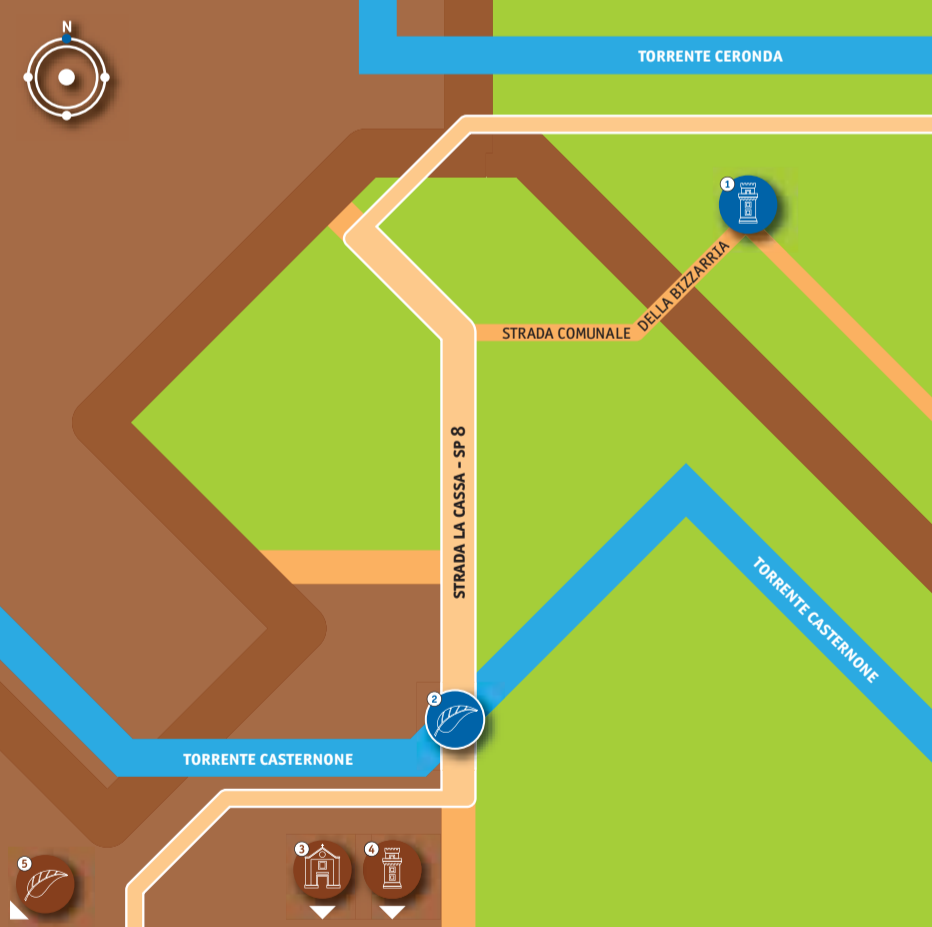 N
TORRENTE CERONDA
1
STRADA COMUNALE DELLA BIZZARRIA
STRADA LA CASSA - SP 8
TORRENTE CASTERNONE
2
TORRENTE CASTERNONE
3
4
5